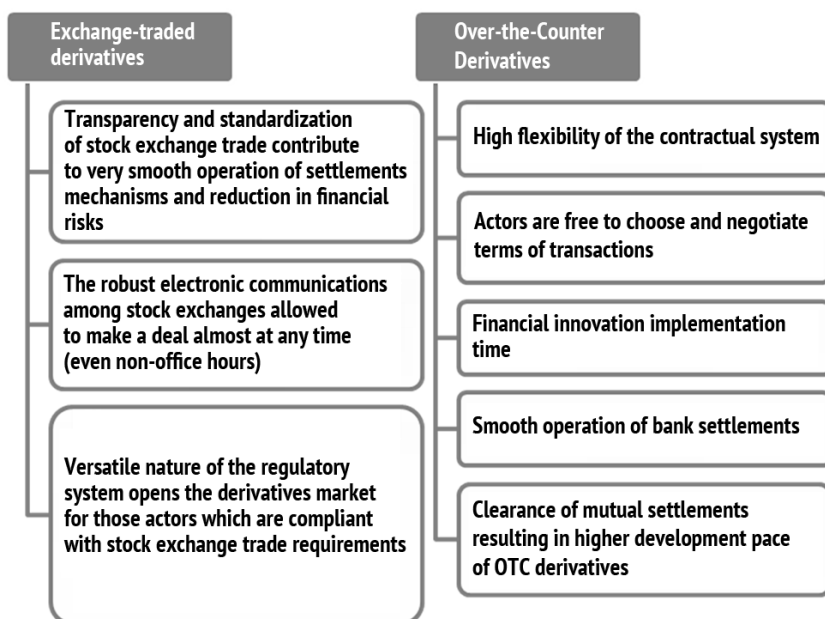 Exchange-traded
derivatives
Transparency and standardization
of stock exchange trade contribute
to very smooth operation of settlements
mechanisms and reduction in financial
risks
The robust electronic communications
among stock exchanges allowed
to make a deal almost at any time
(even non-office hours)
Versatile nature of the regulatory
system opens the derivatives market
for those actors which are compliant
with stock exchange trade requirements
Over-the-Counter
Derivatives
High flexibility of the contractual system
Actors are free to choose and negotiate
terms of transactions
Financial innovation implementation
time
Smooth operation of bank settlements
Clearance of mutual settlements
resulting in higher development pace
of OTC derivatives